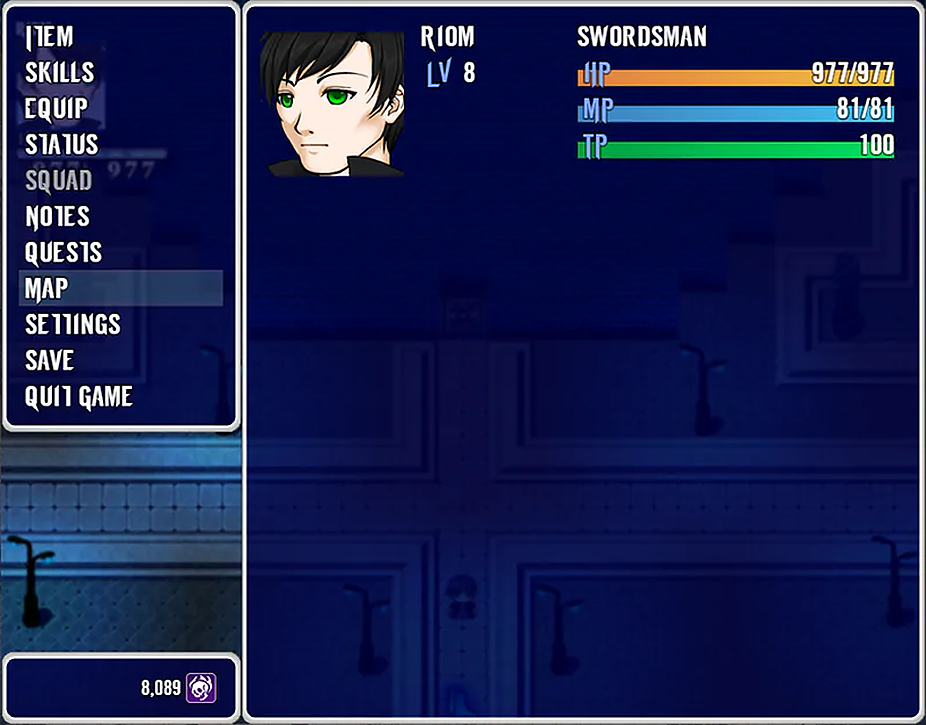 ITEM
SKILLS
EQUIP
STATUS
SQUAD
NOTES
QUESTS
MAP
SETTINGS
SAVE
QUIT GAME
RIOM
LV 8
SWORDSMAN
HP 977/977
MP 81/81
TP 100
8,089